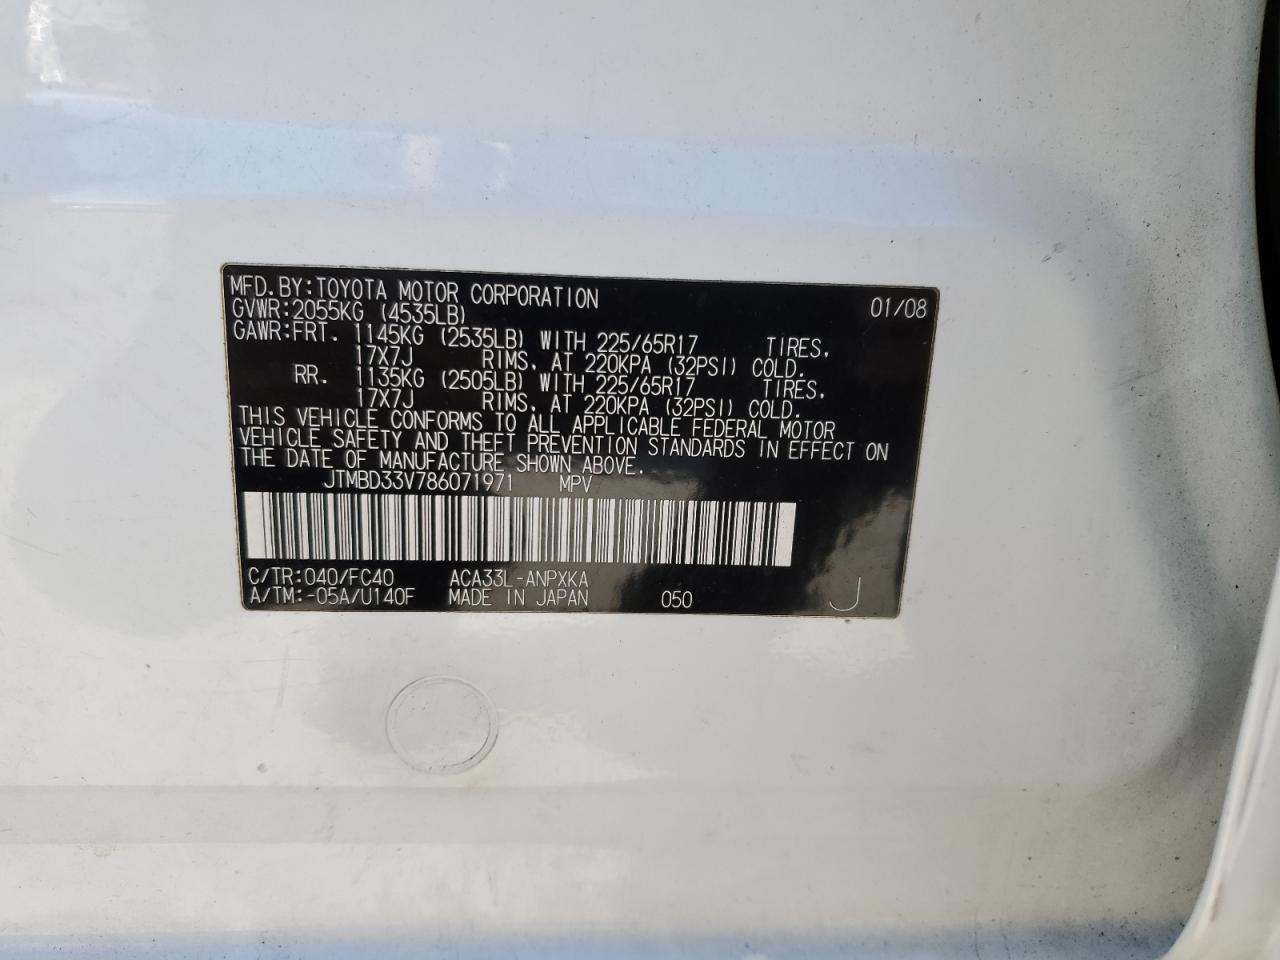 MFD.BY:TOYOTA MOTOR CORPORATION 01/08
GVWR:2055KG (4535LB)
GAWR:FRT. 1145KG (2535LB) WITH 225/65R17 TIRES,
17X7J RIMS, AT 220KPA (32PSI) COLD.
RR. 1135KG (2505LB) WITH 225/65R17 TIRES,
17X7J RIMS, AT 220KPA (32PSI) COLD.
THIS VEHICLE CONFORMS TO ALL APPLICABLE FEDERAL MOTOR
VEHICLE SAFETY AND THEFT PREVENTION STANDARDS IN EFFECT ON
THE DATE OF MANUFACTURE SHOWN ABOVE.
JTMBD33V786071971 MPV
C/TR:040/FC40 ACA33L-ANPXKA
A/TM:-05A/U140F MADE IN JAPAN 050 J